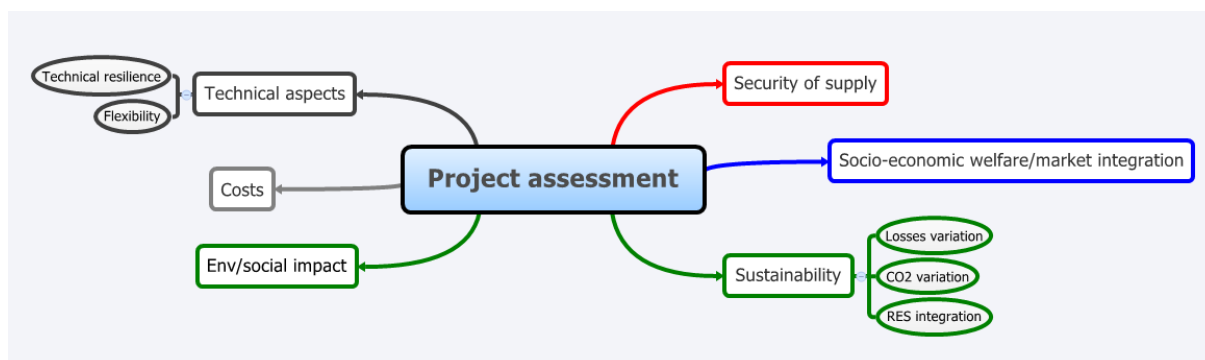 Technical resilience
Technical aspects
Flexibility
Security of supply
Socio-economic welfare/market integration
Project assessment
Costs
Env/social impact
Losses variation
Sustainability
CO2 variation
RES integration